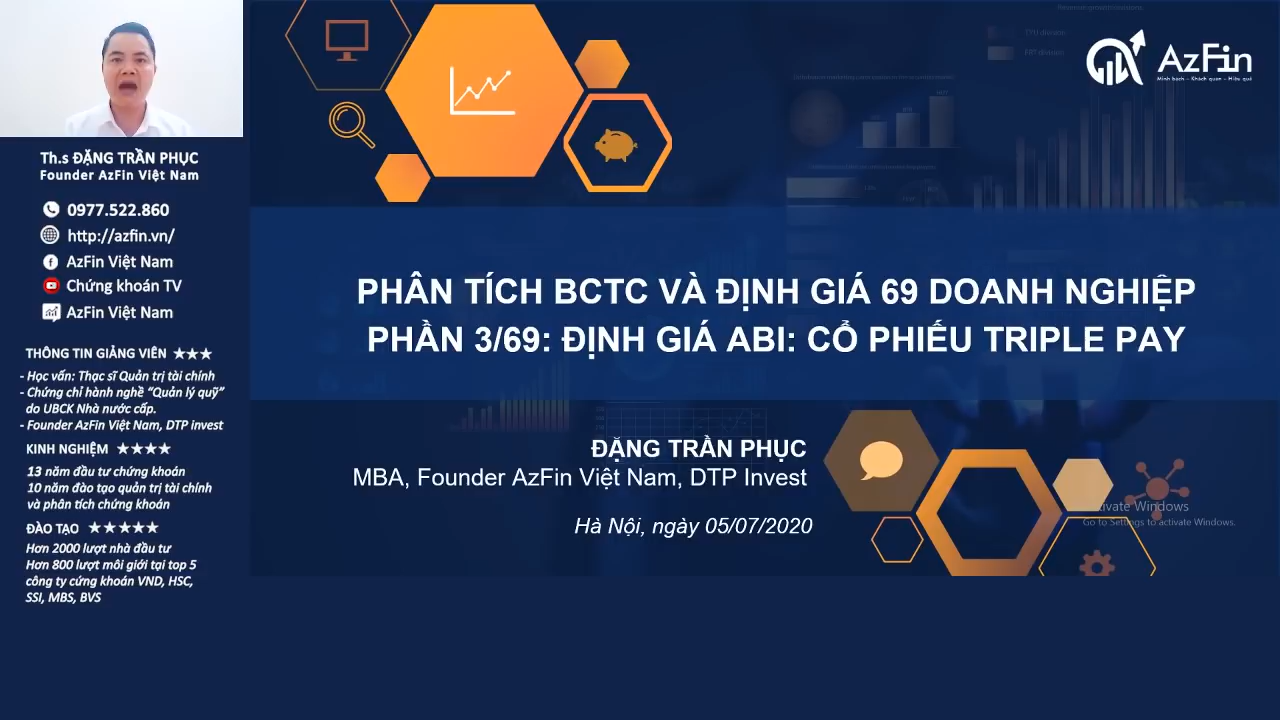 Th.s ĐẶNG TRẦN PHỤC
Founder AzFin Việt Nam
0977.522.860
http://azfin.vn/
AzFin Việt Nam
Chứng khoán TV
AzFin Việt Nam
THÔNG TIN GIẢNG VIÊN ★★★
- Học vấn: Thạc sĩ Quản trị tài chính
- Chứng chỉ hành nghề “Quản lý quỹ”
do UBCK Nhà nước cấp.
- Founder AzFin Việt Nam, DTP invest
KINH NGHIỆM ★★★★
13 năm đầu tư chứng khoán
10 năm đào tạo quản trị tài chính
và phân tích chứng khoán
ĐÀO TẠO ★★★★★
Hơn 2000 lượt nhà đầu tư
Hơn 800 lượt môi giới tại top 5
công ty cứng khoán VND, HSC,
SSI, MBS, BVS
AzFin
Minh bạch - Khách quan - Hiệu quả
PHÂN TÍCH BCTC VÀ ĐỊNH GIÁ 69 DOANH NGHIỆP
PHẦN 3/69: ĐỊNH GIÁ ABI: CỔ PHIẾU TRIPLE PAY
ĐẶNG TRẦN PHỤC
MBA, Founder AzFin Việt Nam, DTP Invest
Hà Nội, ngày 05/07/2020
Windows
Go to Settings to activate Windows.